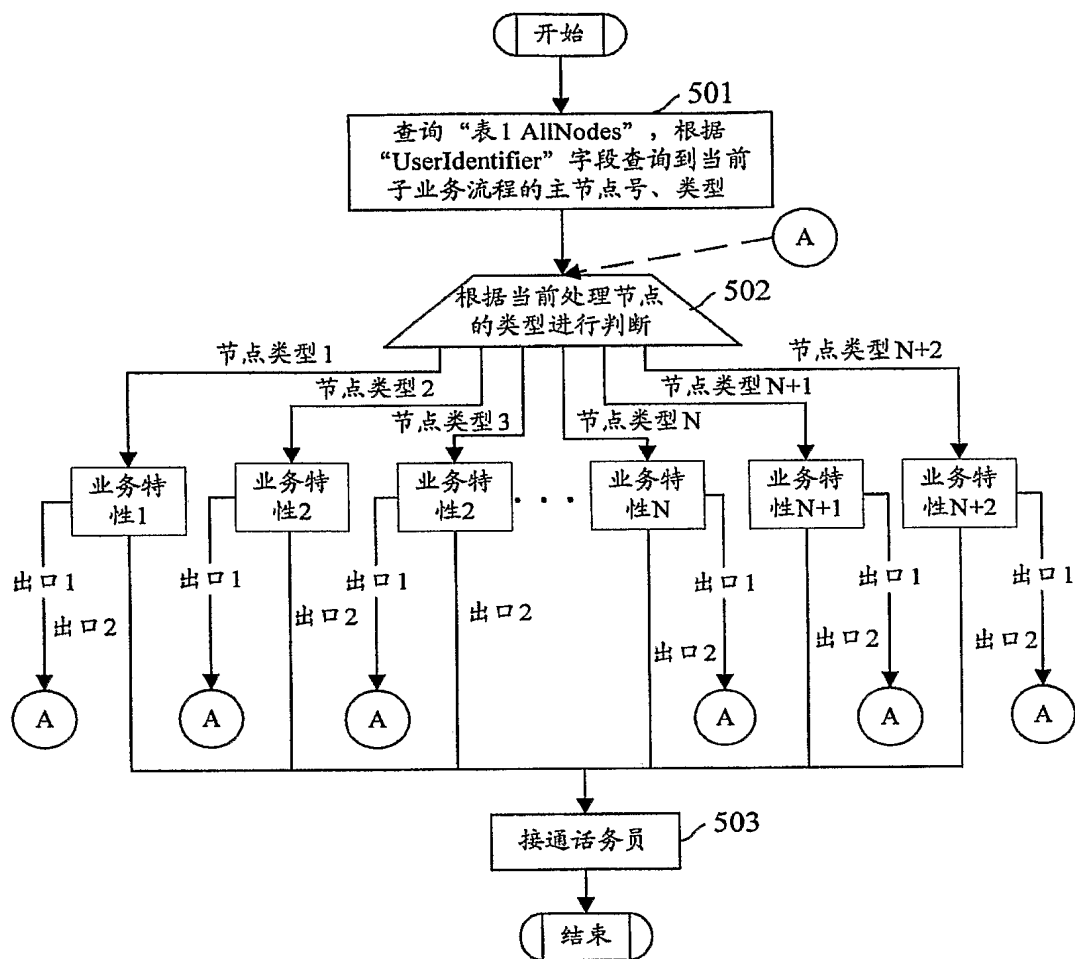 开始
501
查询“表1 AllNodes”，根据
“UserIdentifier”字段查询到当前
子业务流程的主节点号、类型
A
根据当前处理节点
的类型进行判断
502
节点类型1
节点类型2
节点类型3
节点类型N
节点类型N+1
节点类型N+2
业务特
性1
业务特
性2
业务特
性2
···
业务特
性N
业务特
性N+1
业务特
性N+2
出口1
出口1
出口1
出口1
出口1
出口1
出口2
出口2
出口2
出口2
出口2
出口2
A
A
A
A
A
A
接通话务员
503
结束